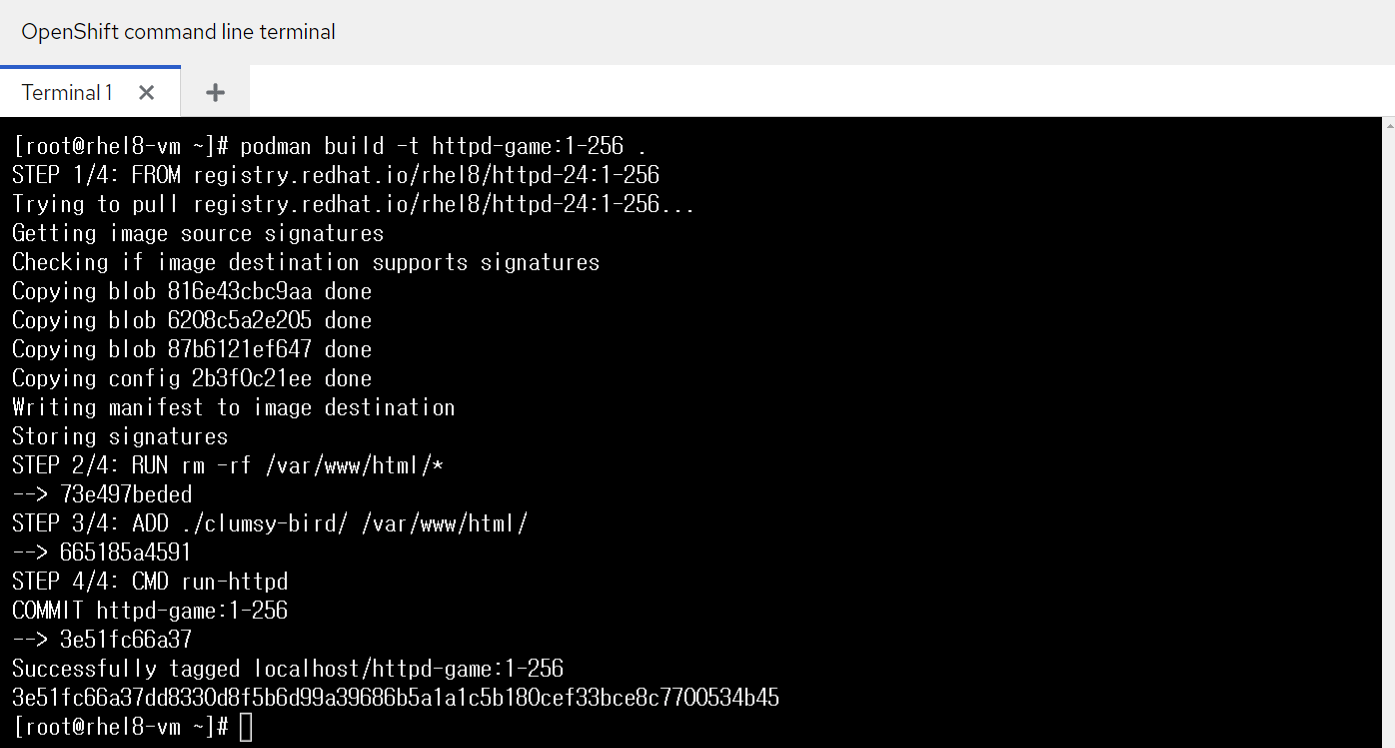 OpenShift command line terminal
Terminal 1
[root@rhel8-vm ~]# podman build -t httpd-game:1-256 .
STEP 1/4: FROM registry.redhat.io/rhel8/httpd-24:1-256
Trying to pull registry.redhat.io/rhel8/httpd-24:1-256...
Getting image source signatures
Checking if image destination supports signatures
Copying blob 816e43cbc9aa done
Copying blob 6208c5a2e205 done
Copying blob 87b6121ef647 done
Copying config 2b3f0c21ee done
Writing manifest to image destination
Storing signatures
STEP 2/4: RUN rm -rf /var/www/html/*
--> 73e497beded
STEP 3/4: ADD ./clumsy-bird/ /var/www/html/
--> 665185a4591
STEP 4/4: CMD run-httpd
COMMIT httpd-game:1-256
--> 3e51fc66a37
Successfully tagged localhost/httpd-game:1-256
3e51fc66a37dd8330d8f5b6d99a39686b5a1a1c5b180cef33bce8c7700534b45
[root@rhel8-vm ~]#